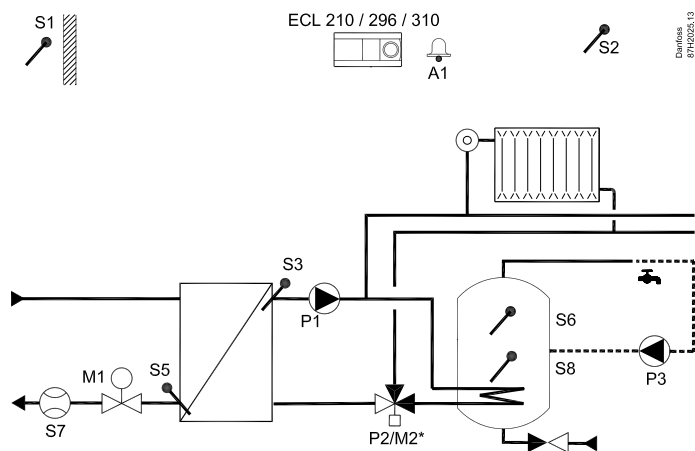 S1
ECL 210 / 296 / 310
A1
S2
Danfoss
87H2025.13
S3
P1
S6
S5
S8
M1
P3
S7
P2/M2*